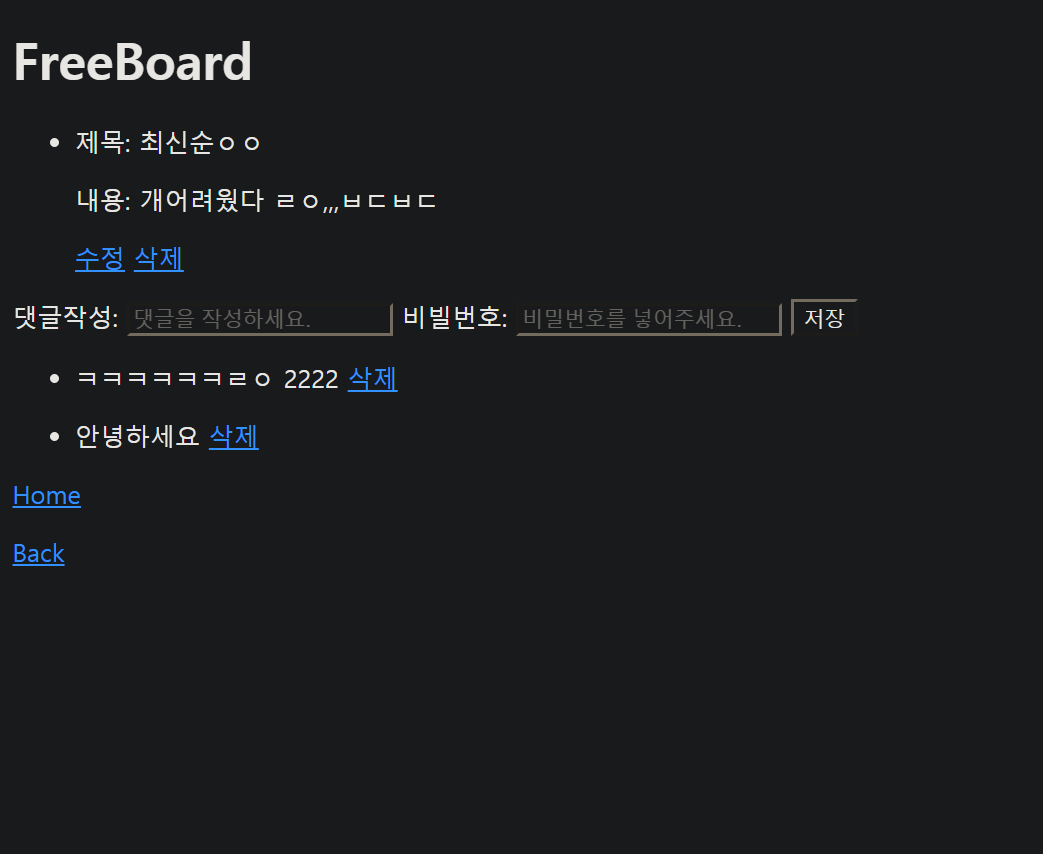 FreeBoard
제목: 최신순ㅇㅇ
내용: 개어려웠다 ㄹㅇ,,,ㅂㄷㅂㄷ
수정 삭제
댓글작성: 댓글을 작성하세요. 비빌번호: 비밀번호를 넣어주세요. 저장
ㅋㅋㅋㅋㅋㅋㄹㅇ 2222 삭제
안녕하세요 삭제
Home
Back